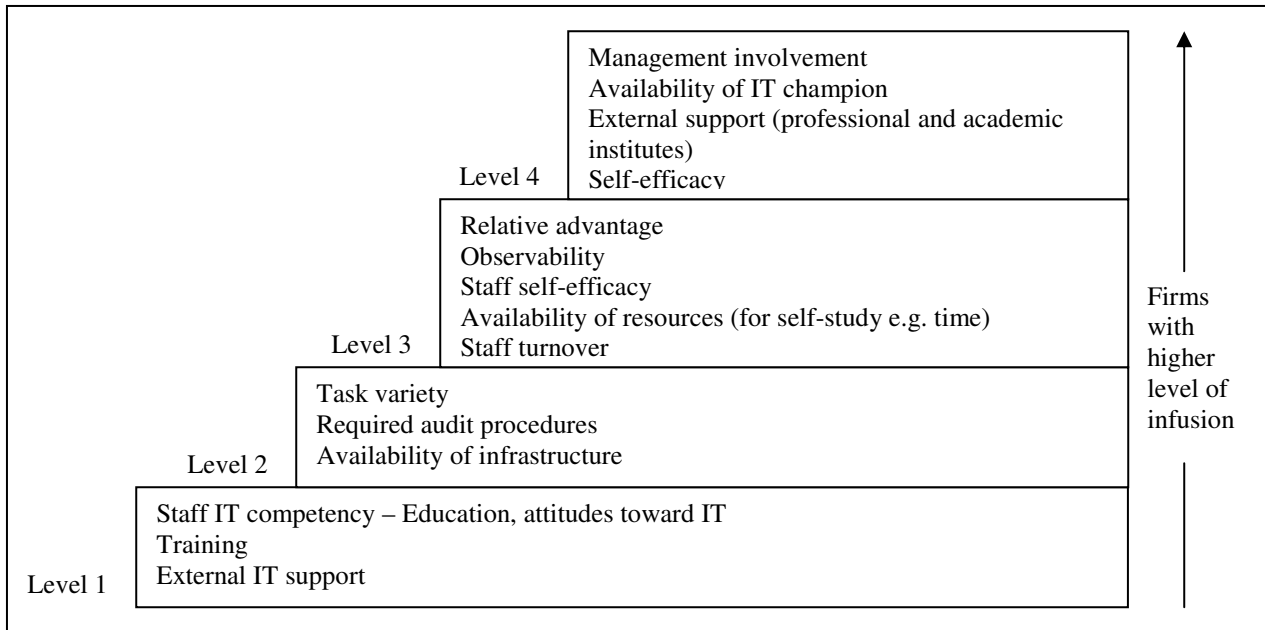 Management involvement
Availability of IT champion
External support (professional and academic
institutes)
Self-efficacy
Level 4
Relative advantage
Observability
Staff self-efficacy
Availability of resources (for self-study e.g. time)
Staff turnover
Level 3
Task variety
Required audit procedures
Availability of infrastructure
Level 2
Staff IT competency – Education, attitudes toward IT
Training
External IT support
Level 1
Firms
with
higher
level of
infusion